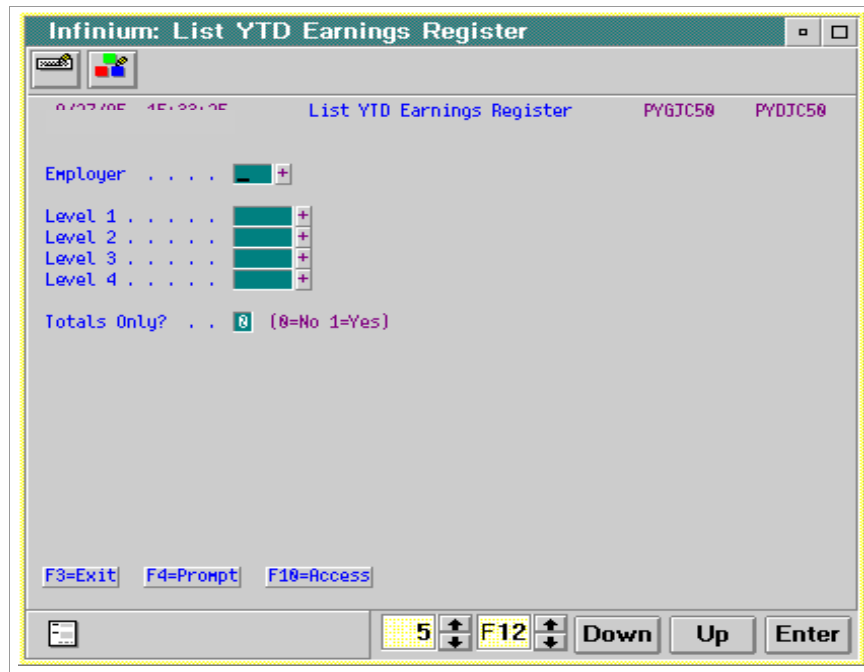 Infinium: List YTD Earnings Register
List YTD Earnings Register PYGJC50 PYDJC50
Employer . . . . _ +
Level 1 . . . . . +
Level 2 . . . . . +
Level 3 . . . . . +
Level 4 . . . . . +
Totals Only? . . 0 (0=No 1=Yes)
F3=Exit F4=Prompt F10=Access
5 F12 Down Up Enter